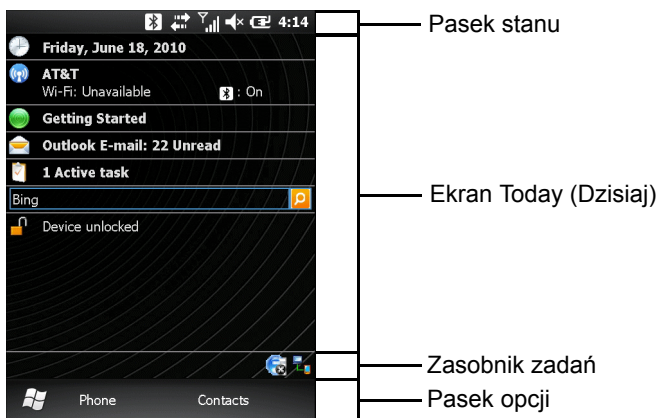 4:14
Pasek stanu
Friday, June 18, 2010
AT&T
Wi-Fi: Unavailable : On
Getting Started
Outlook E-mail: 22 Unread
1 Active task
Bing
Ekran Today (Dzisiaj)
Device unlocked
Zasobnik zadań
Phone Contacts
Pasek opcji